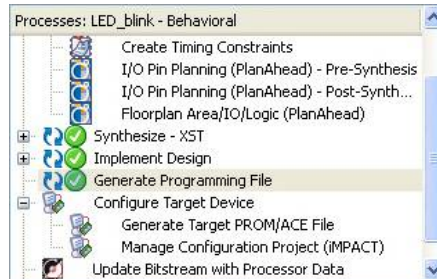 Processes: LED_blink - Behavioral
Create Timing Constraints
I/O Pin Planning (PlanAhead) - Pre-Synthesis
I/O Pin Planning (PlanAhead) - Post-Synth...
Floorplan Area/IO/Logic (PlanAhead)
Synthesize - XST
Implement Design
Generate Programming File
Configure Target Device
Generate Target PROM/ACE File
Manage Configuration Project (iMPACT)
Update Bitstream with Processor Data